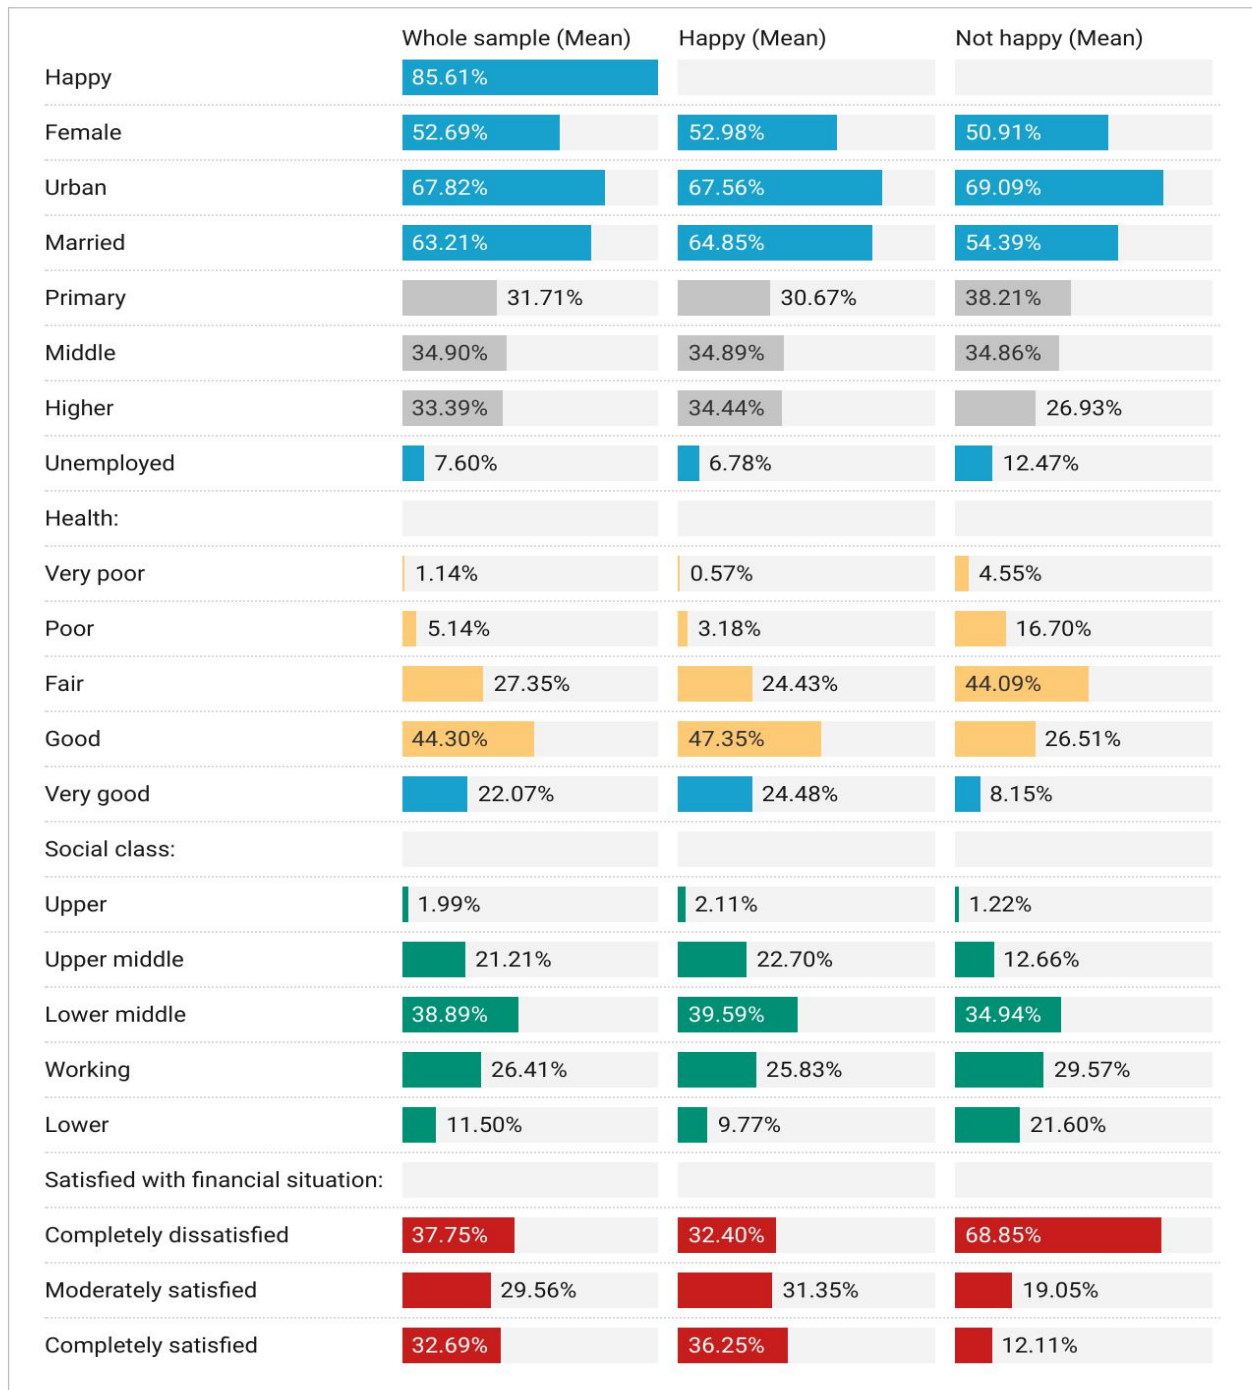 Whole sample (Mean) Happy (Mean) Not happy (Mean)
Happy 85.61%
Female 52.69% 52.98% 50.91%
Urban 67.82% 67.56% 69.09%
Married 63.21% 64.85% 54.39%
Primary 31.71% 30.67% 38.21%
Middle 34.90% 34.89% 34.86%
Higher 33.39% 34.44% 26.93%
Unemployed 7.60% 6.78% 12.47%
Health:
Very poor 1.14% 0.57% 4.55%
Poor 5.14% 3.18% 16.70%
Fair 27.35% 24.43% 44.09%
Good 44.30% 47.35% 26.51%
Very good 22.07% 24.48% 8.15%
Social class:
Upper 1.99% 2.11% 1.22%
Upper middle 21.21% 22.70% 12.66%
Lower middle 38.89% 39.59% 34.94%
Working 26.41% 25.83% 29.57%
Lower 11.50% 9.77% 21.60%
Satisfied with financial situation:
Completely dissatisfied 37.75% 32.40% 68.85%
Moderately satisfied 29.56% 31.35% 19.05%
Completely satisfied 32.69% 36.25% 12.11%